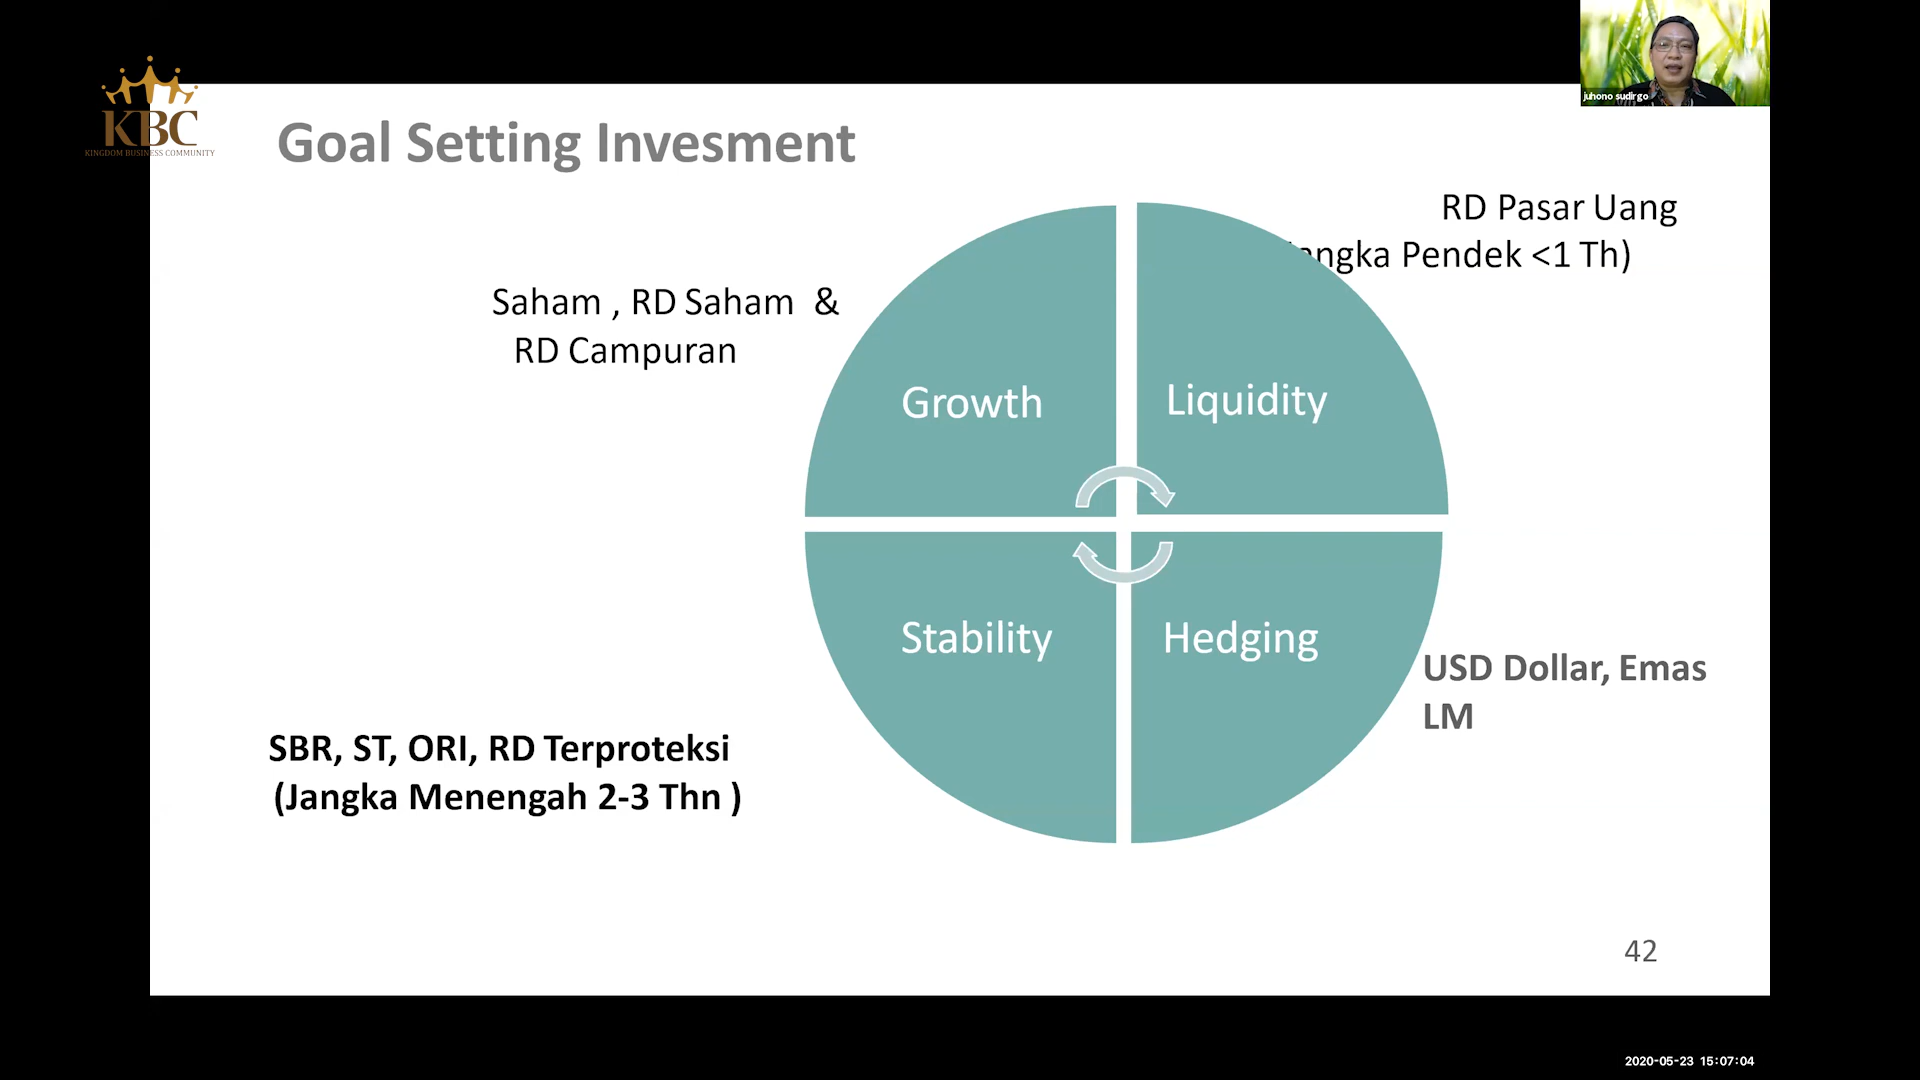 KBC
KINGDOM BUSINESS COMMUNITY
juhono sudirgo
Goal Setting Invesment
RD Pasar Uang
angka Pendek <1 Th)
Saham , RD Saham &
RD Campuran
Growth
Liquidity
Stability
Hedging
USD Dollar, Emas
LM
SBR, ST, ORI, RD Terproteksi
(Jangka Menengah 2-3 Thn )
42
2020-05-23 15:07:04